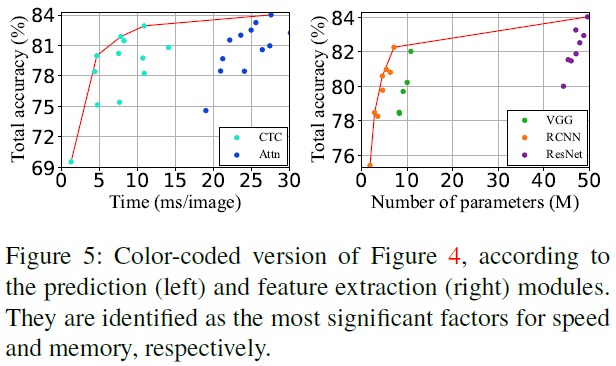 84
81
78
75
72
69
Total accuracy (%)
CTC
Attn
0 5 10 15 20 25 30
Time (ms/image)
84
82
80
78
76
Total accuracy (%)
VGG
RCNN
ResNet
0 10 20 30 40 50
Number of parameters (M)
Figure 5: Color-coded version of Figure 4, according to
the prediction (left) and feature extraction (right) modules.
They are identified as the most significant factors for speed
and memory, respectively.